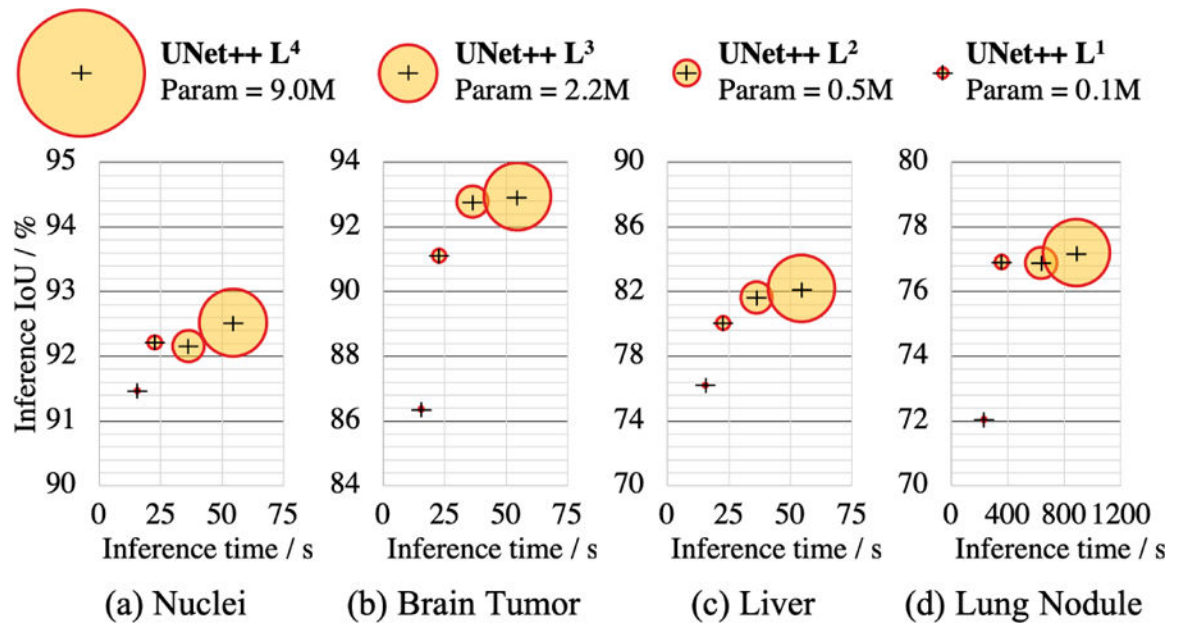 UNet++ L⁴ UNet++ L³ UNet++ L² UNet++ L¹
Param = 9.0M Param = 2.2M Param = 0.5M Param = 0.1M
Inference IoU / %
95
94
93
92
91
90
0 25 50 75
Inference time / s
(a) Nuclei
94
92
90
88
86
84
0 25 50 75
Inference time / s
(b) Brain Tumor
90
86
82
78
74
70
0 25 50 75
Inference time / s
(c) Liver
80
78
76
74
72
70
0 400 800 1200
Inference time / s
(d) Lung Nodule